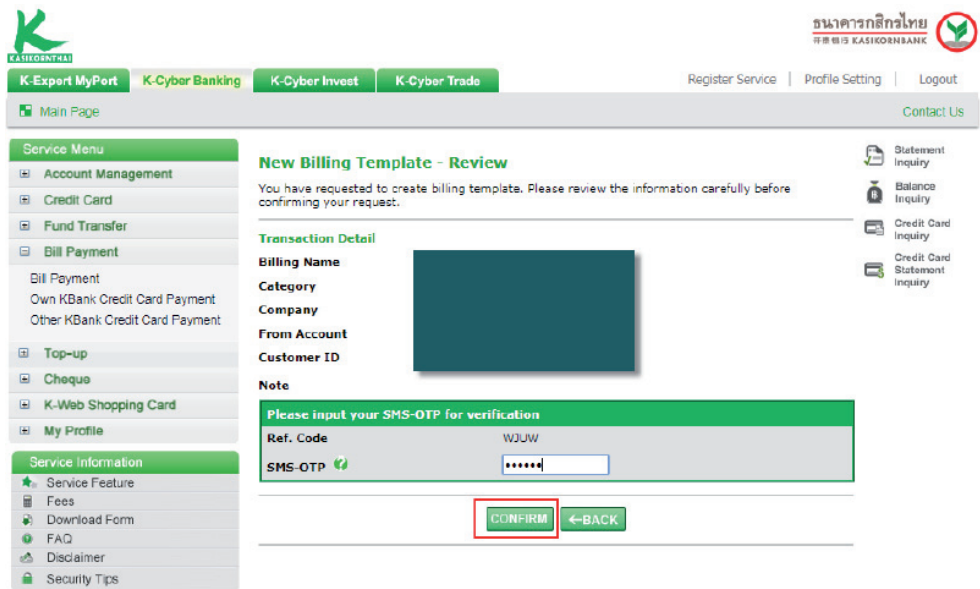 KASIKORNTHAI
ธนาคารกสิกรไทย
开泰银行 KASIKORNBANK
K-Expert MyPort
K-Cyber Banking
K-Cyber Invest
K-Cyber Trade
Register Service | Profile Setting | Logout
Main Page
Contact Us
Service Menu
Account Management
Credit Card
Fund Transfer
Bill Payment
Bill Payment
Own KBank Credit Card Payment
Other KBank Credit Card Payment
Top-up
Cheque
K-Web Shopping Card
My Profile
Service Information
Service Feature
Fees
Download Form
FAQ
Disclaimer
Security Tips
New Billing Template - Review
You have requested to create billing template. Please review the information carefully before
confirming your request.
Transaction Detail
Billing Name
Category
Company
From Account
Customer ID
Note
Please input your SMS-OTP for verification
Ref. Code WJUW
SMS-OTP ••••••
CONFIRM
←BACK
Statement
Inquiry
Balance
Inquiry
Credit Card
Inquiry
Credit Card
Statement
Inquiry